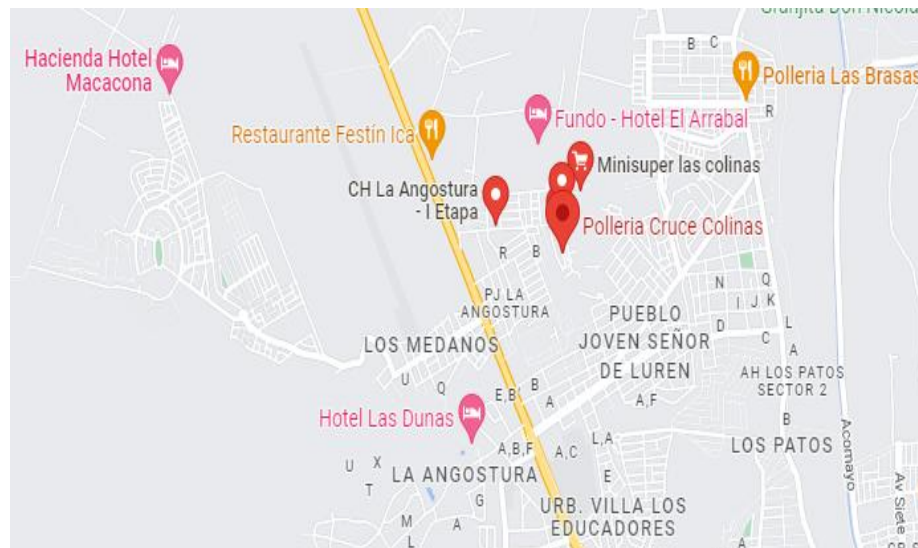 Granjita Don Nicola
B C
Hacienda Hotel
Macacona
Polleria Las Brasas
R
Fundo - Hotel El Arrabal
Restaurante Festín Ica
Minisuper las colinas
CH La Angostura
- I Etapa
Polleria Cruce Colinas
R B
N Q
I J K
PJ LA
ANGOSTURA
PUEBLO
JOVEN SEÑOR
DE LUREN
D L
C
A
LOS MEDANOS
U Q
E,B B
A
A,F
AH LOS PATOS
SECTOR 2
Hotel Las Dunas
B
A,B,F A,C L,A
LOS PATOS
Acomayo
U X
T
LA ANGOSTURA
E
G
Av Siete
M A
L
URB. VILLA LOS
EDUCADORES
A